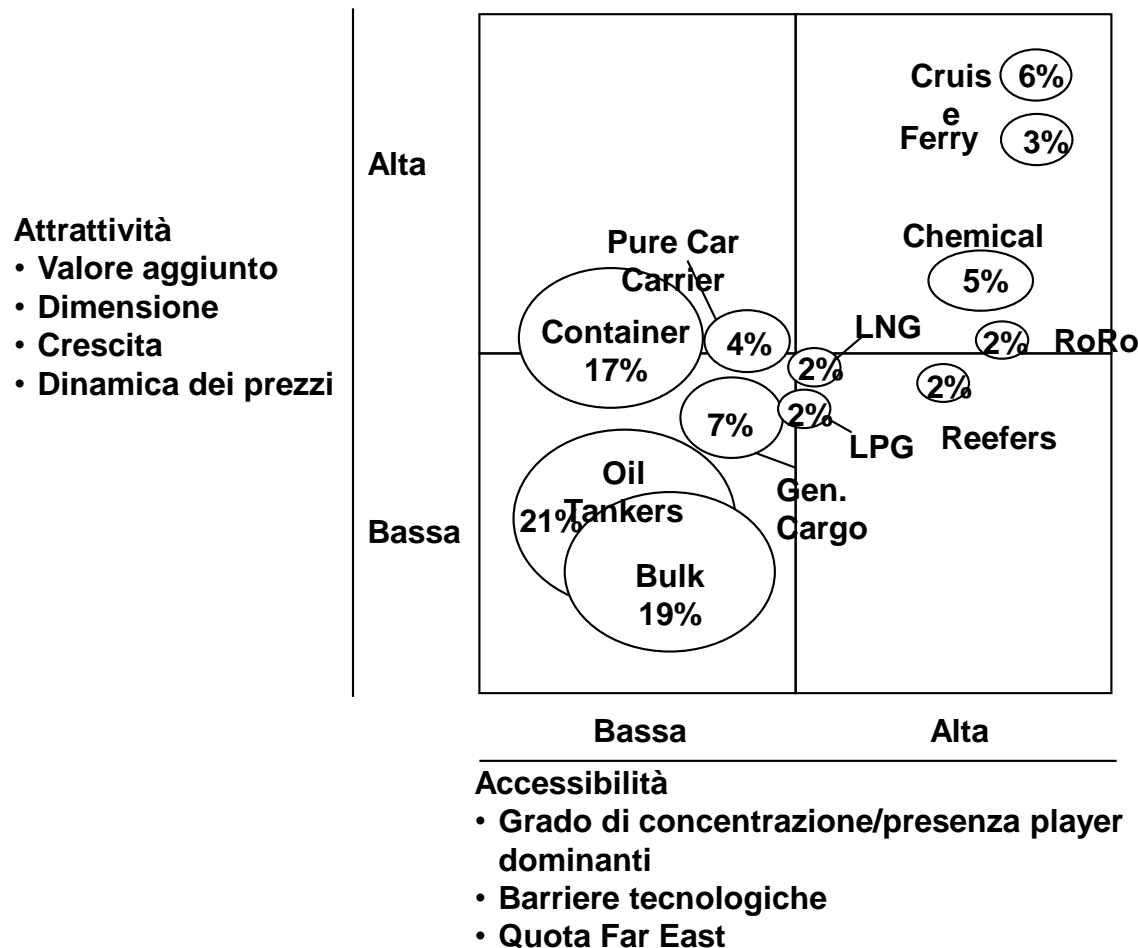 Cruis
e
6%
Ferry
3%
Alta
Attrattività
• Valore aggiunto
• Dimensione
• Crescita
• Dinamica dei prezzi
Pure Car
Carrier
Chemical
5%
Container
17%
4%
LNG
2%
2%
RoRo
2%
Reefers
7%
2%
LPG
Gen.
Cargo
Oil
Tankers
21%
Bassa
Bulk
19%
Bassa
Alta
Accessibilità
• Grado di concentrazione/presenza player
dominanti
• Barriere tecnologiche
• Quota Far East